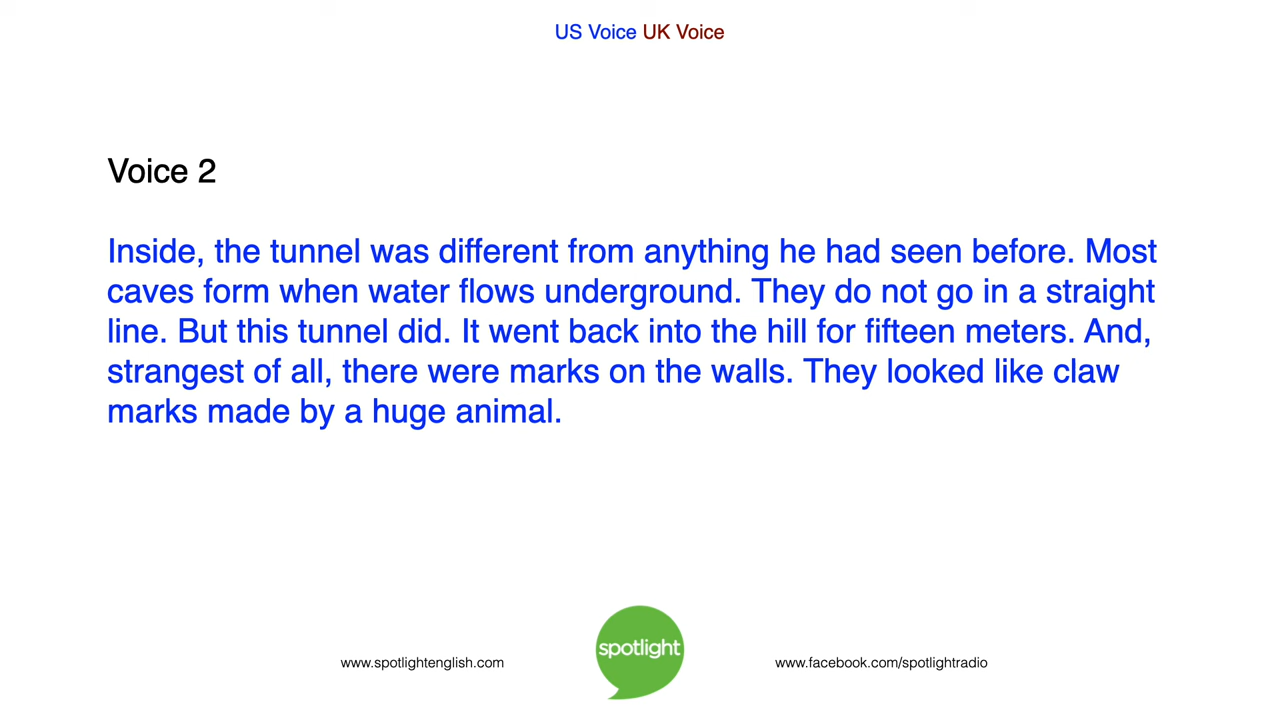 US Voice UK Voice
Voice 2
Inside, the tunnel was different from anything he had seen before. Most
caves form when water flows underground. They do not go in a straight
line. But this tunnel did. It went back into the hill for fifteen meters. And,
strangest of all, there were marks on the walls. They looked like claw
marks made by a huge animal.
www.spotlightenglish.com
spotlight
www.facebook.com/spotlightradio